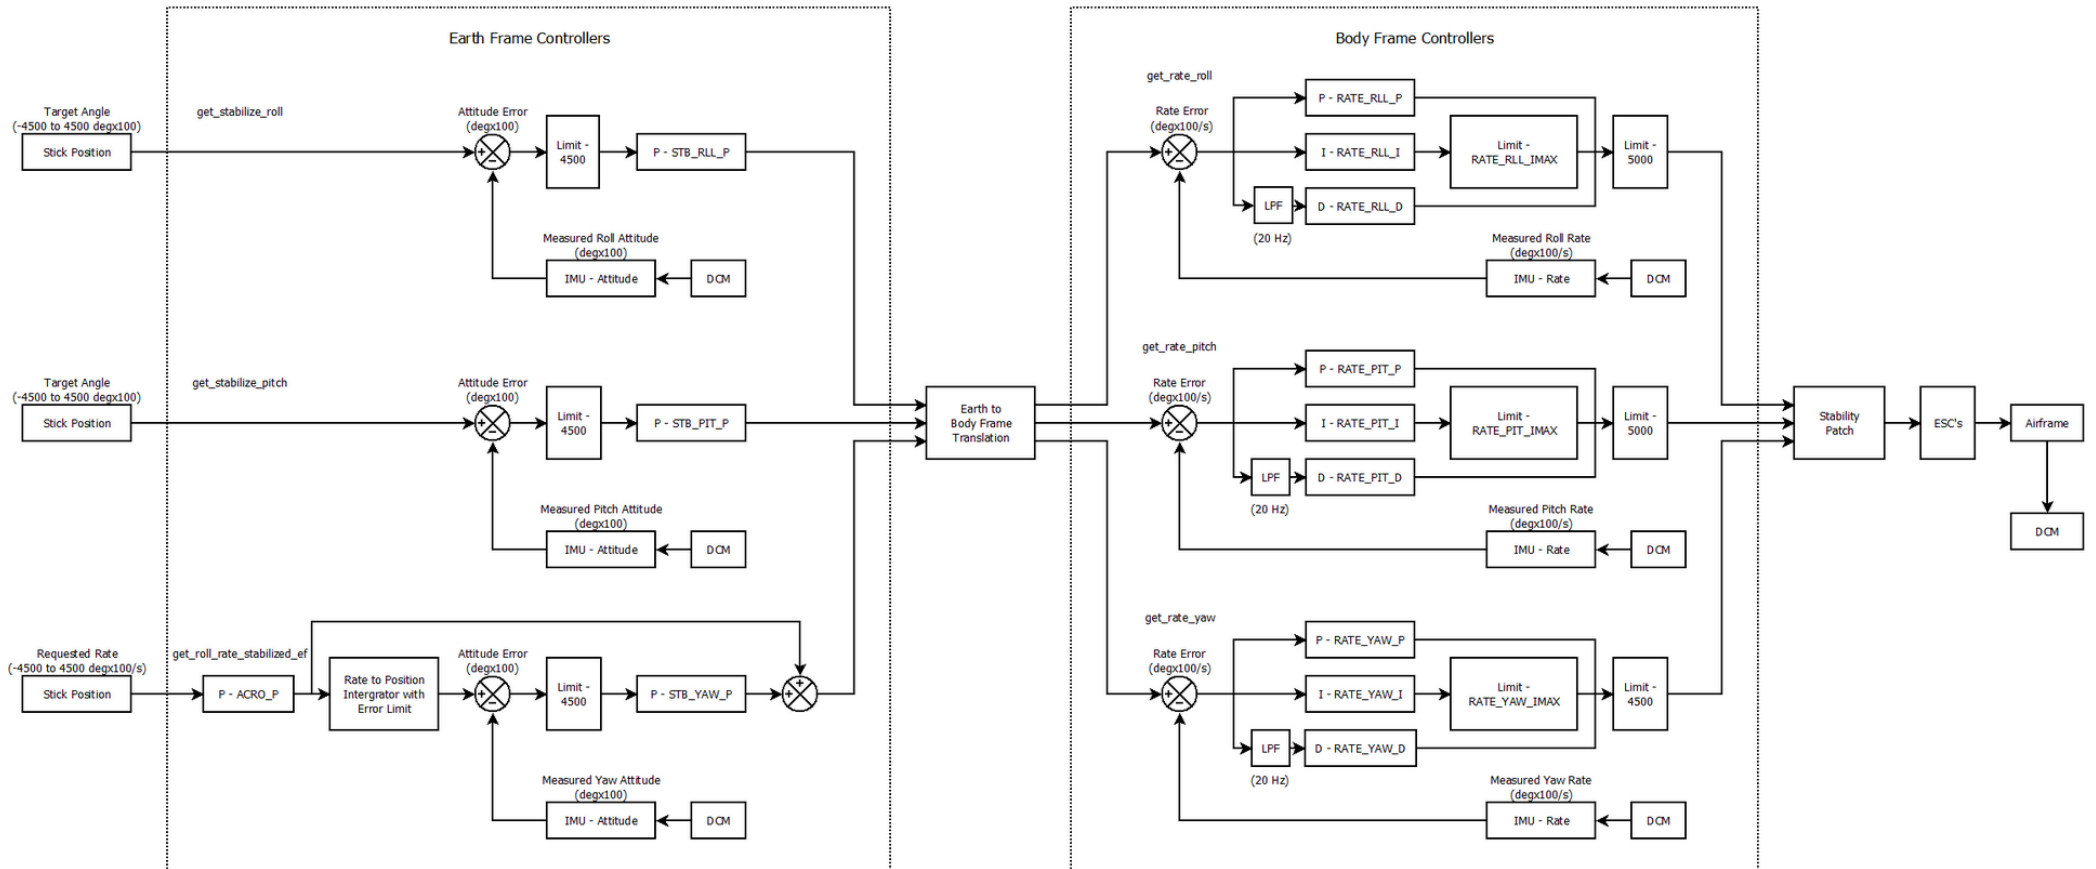 Earth Frame Controllers
Body Frame Controllers
Target Angle
(-4500 to 4500 degx100)
Stick Position
get_stabilize_roll
Attitude Error
(degx100)
+
−
Limit -
4500
P - STB_RLL_P
Measured Roll Attitude
(degx100)
IMU - Attitude
DCM
Target Angle
(-4500 to 4500 degx100)
Stick Position
get_stabilize_pitch
Attitude Error
(degx100)
+
−
Limit -
4500
P - STB_PIT_P
Measured Pitch Attitude
(degx100)
IMU - Attitude
DCM
Requested Rate
(-4500 to 4500 degx100/s)
Stick Position
get_roll_rate_stabilized_ef
P - ACRO_P
Rate to Position
Intergrator with
Error Limit
Attitude Error
(degx100)
+
−
Limit -
4500
P - STB_YAW_P
+
+
Measured Yaw Attitude
(degx100)
IMU - Attitude
DCM
Earth to
Body Frame
Translation
get_rate_roll
Rate Error
(degx100/s)
+
−
P - RATE_RLL_P
I - RATE_RLL_I
Limit -
RATE_RLL_IMAX
Limit -
5000
LPF
(20 Hz)
D - RATE_RLL_D
Measured Roll Rate
(degx100/s)
IMU - Rate
DCM
get_rate_pitch
Rate Error
(degx100/s)
+
−
P - RATE_PIT_P
I - RATE_PIT_I
Limit -
RATE_PIT_IMAX
Limit -
5000
LPF
(20 Hz)
D - RATE_PIT_D
Measured Pitch Rate
(degx100/s)
IMU - Rate
DCM
get_rate_yaw
Rate Error
(degx100/s)
+
−
P - RATE_YAW_P
I - RATE_YAW_I
Limit -
RATE_YAW_IMAX
Limit -
4500
LPF
(20 Hz)
D - RATE_YAW_D
Measured Yaw Rate
(degx100/s)
IMU - Rate
DCM
Stability
Patch
ESC's
Airframe
DCM